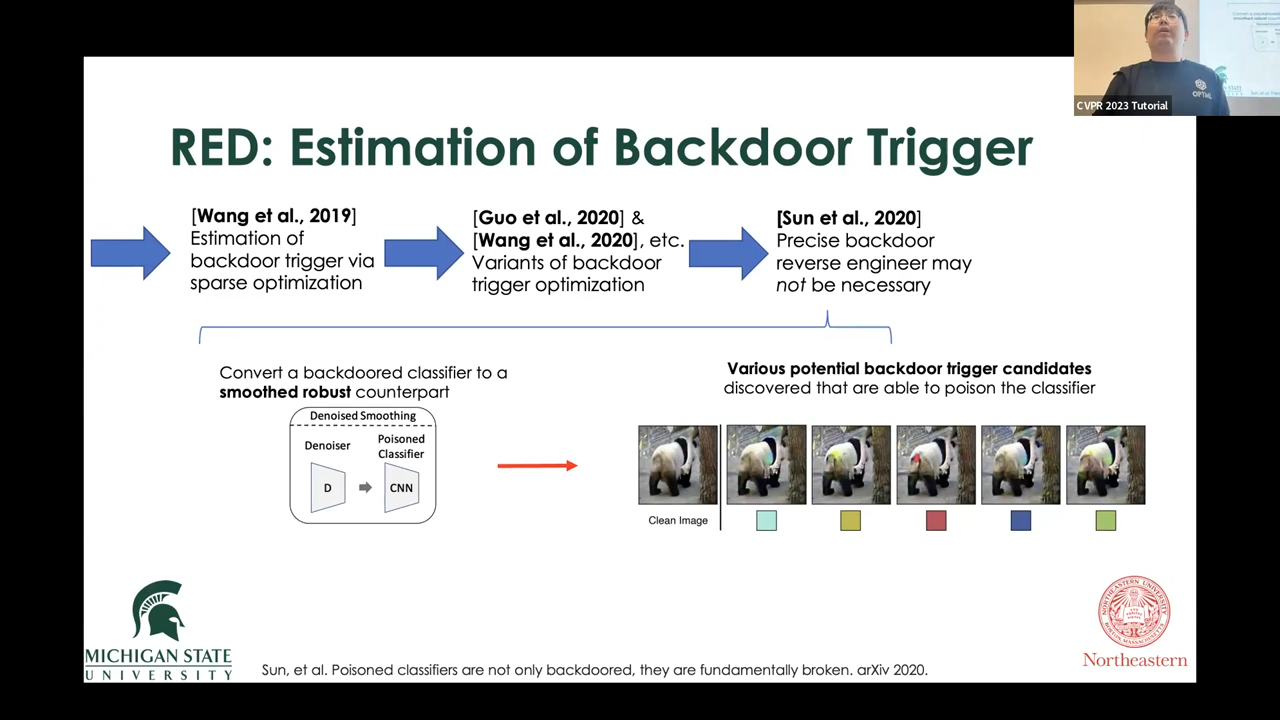 RED: Estimation of Backdoor Trigger
[Wang et al., 2019]
Estimation of
backdoor trigger via
sparse optimization
[Guo et al., 2020] &
[Wang et al., 2020], etc.
Variants of backdoor
trigger optimization
[Sun et al., 2020]
Precise backdoor
reverse engineer may
not be necessary
Convert a backdoored classifier to a
smoothed robust counterpart
Denoised Smoothing
Denoiser
Poisoned
Classifier
D
CNN
Various potential backdoor trigger candidates
discovered that are able to poison the classifier
Clean Image
MICHIGAN STATE
UNIVERSITY
Sun, et al. Poisoned classifiers are not only backdoored, they are fundamentally broken. arXiv 2020.
Northeastern
CVPR 2023 Tutorial
OPTML